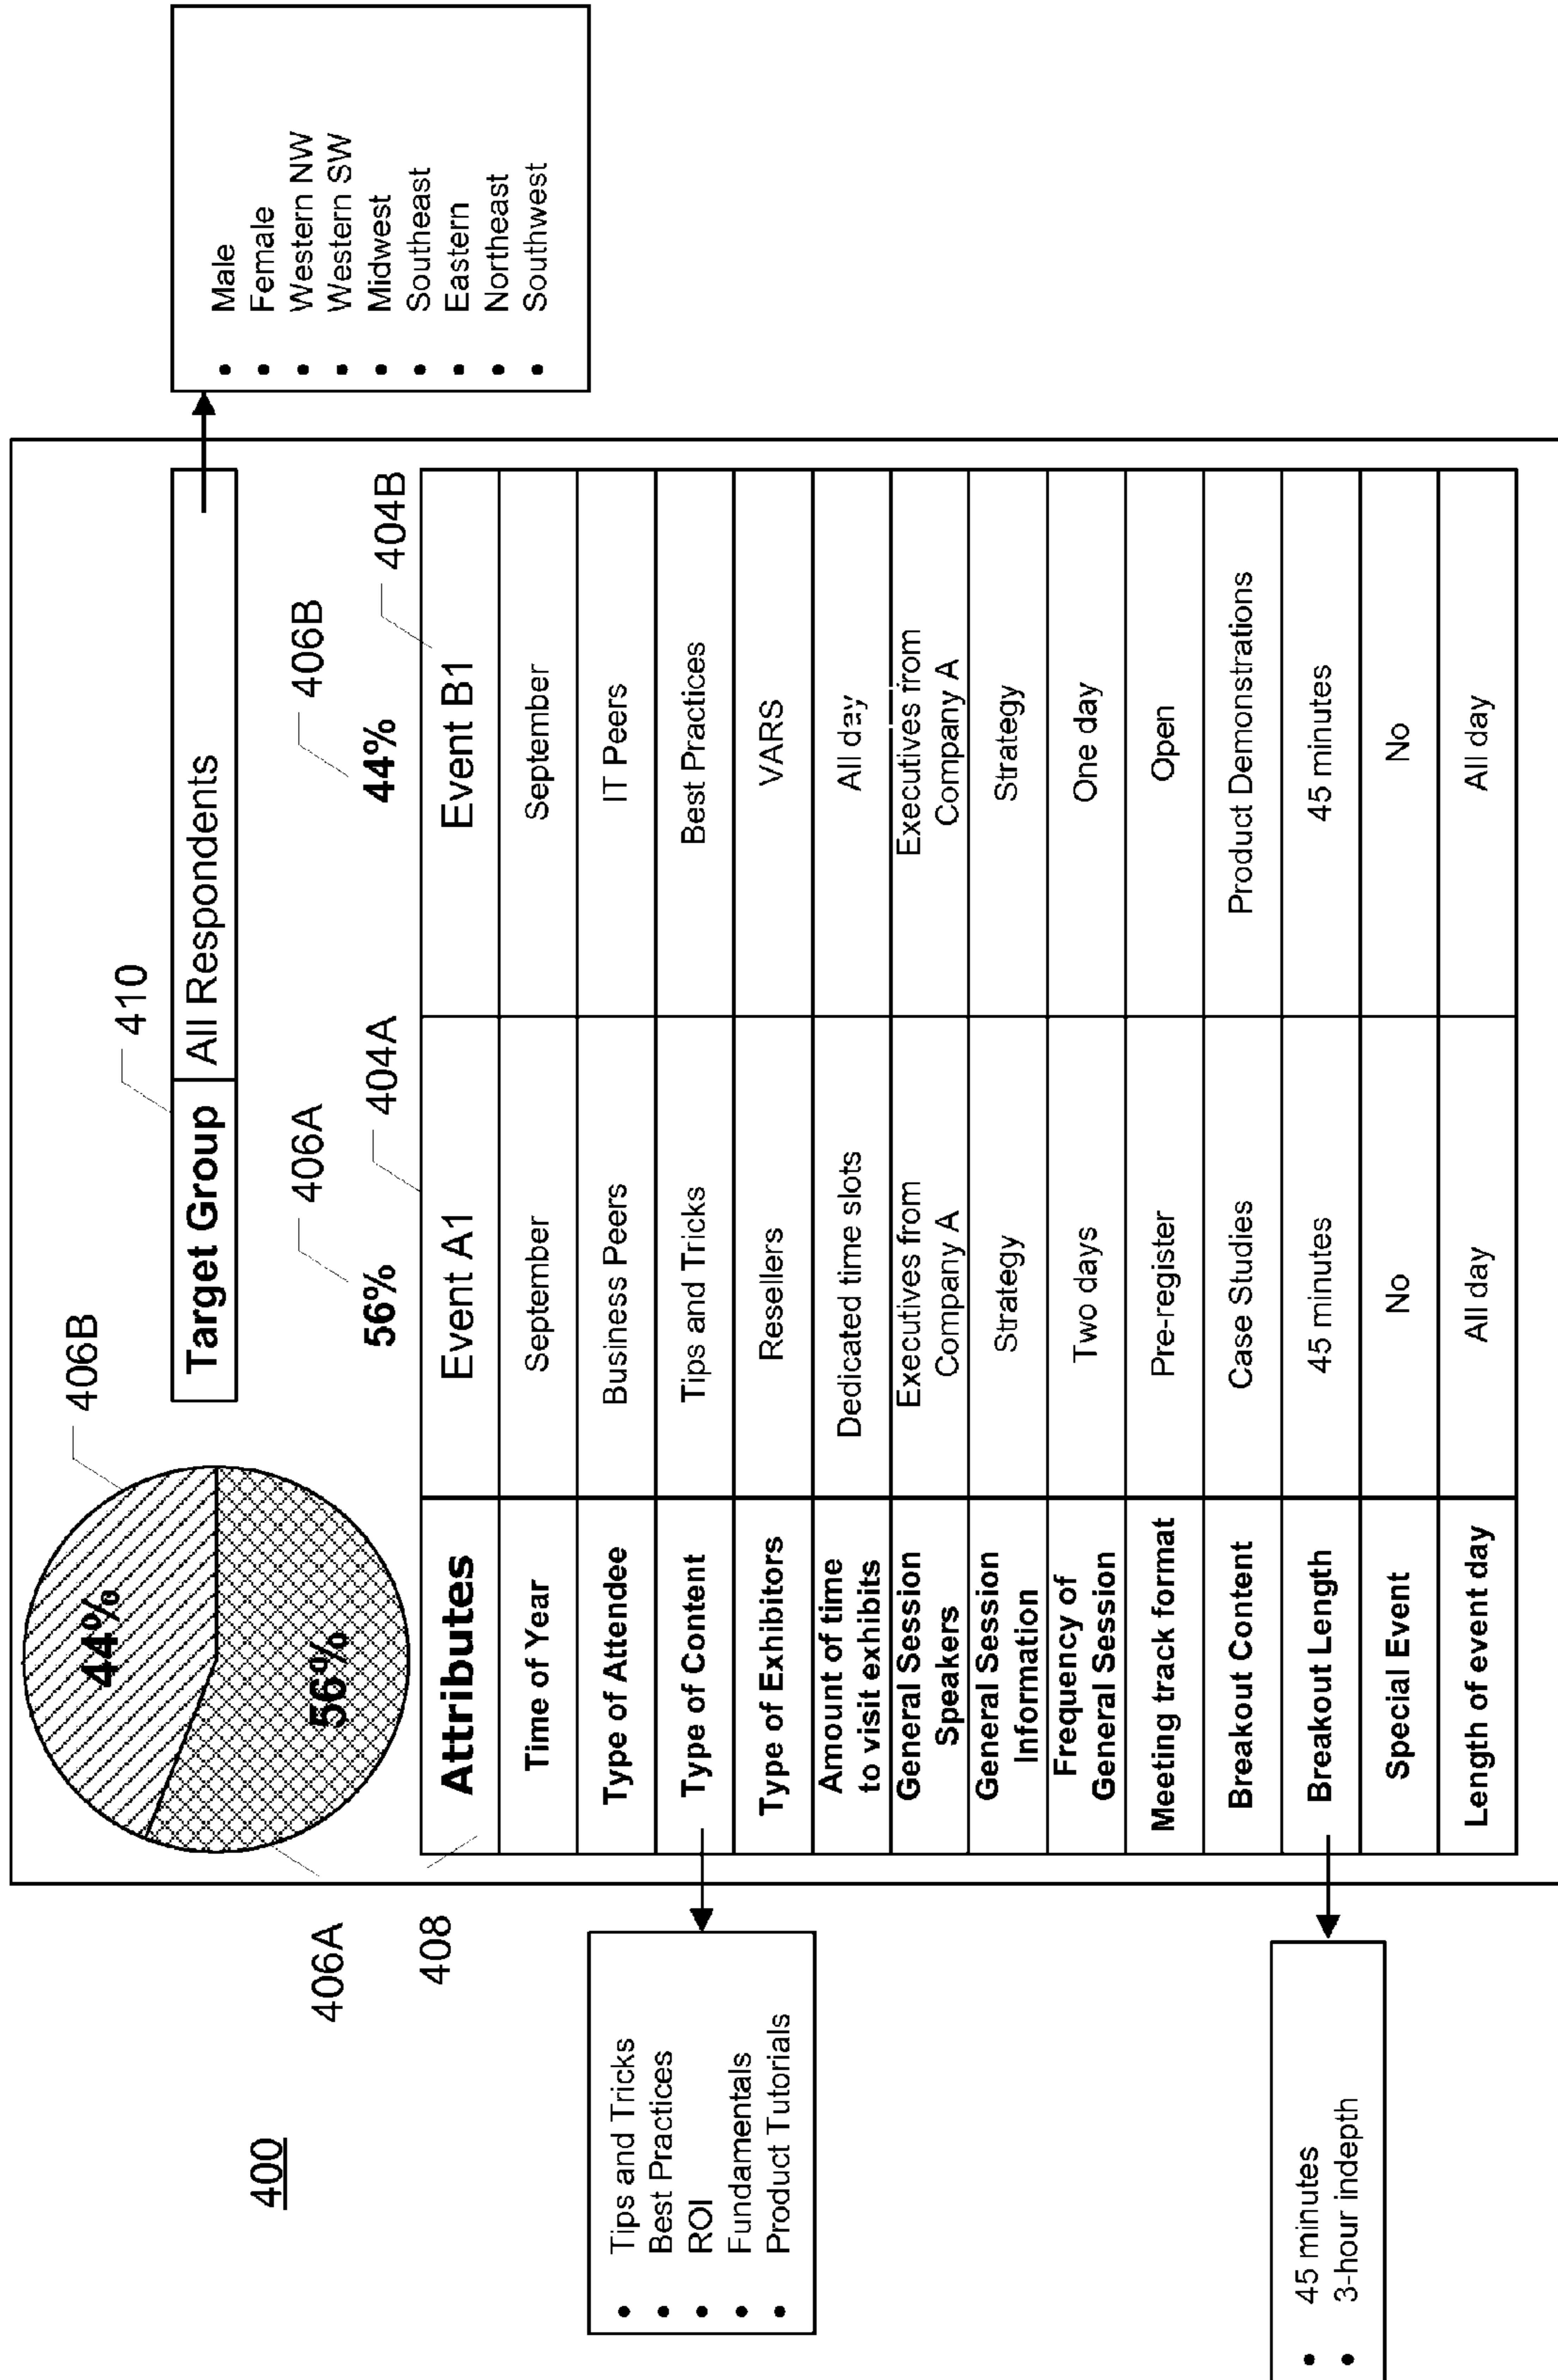 400
406A
408
406B
410
44%
56%
Target Group All Respondents
• Male
• Female
• Western NW
• Western SW
• Midwest
• Southeast
• Eastern
• Northeast
• Southwest
406A
406B
56%
44%
404A
404B
Attributes Event A1 Event B1
Time of Year September September
Type of Attendee Business Peers IT Peers
Type of Content Tips and Tricks Best Practices
Type of Exhibitors Resellers VARS
Amount of time
to visit exhibits
Dedicated time slots All day
General Session
Speakers
Executives from
Company A
Executives from
Company A
General Session
Information
Strategy Strategy
Frequency of
General Session
Two days One day
Meeting track format Pre-register Open
Breakout Content Case Studies Product Demonstrations
Breakout Length 45 minutes 45 minutes
Special Event No No
Length of event day All day All day
• Tips and Tricks
• Best Practices
• ROI
• Fundamentals
• Product Tutorials
• 45 minutes
• 3-hour indepth